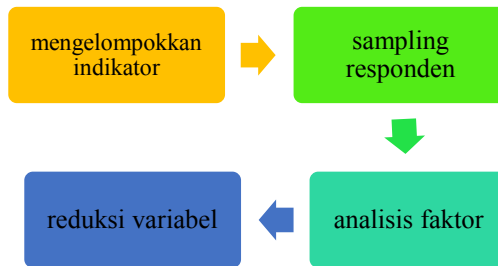 mengelompokkan
indikator
sampling
responden
analisis faktor
reduksi variabel